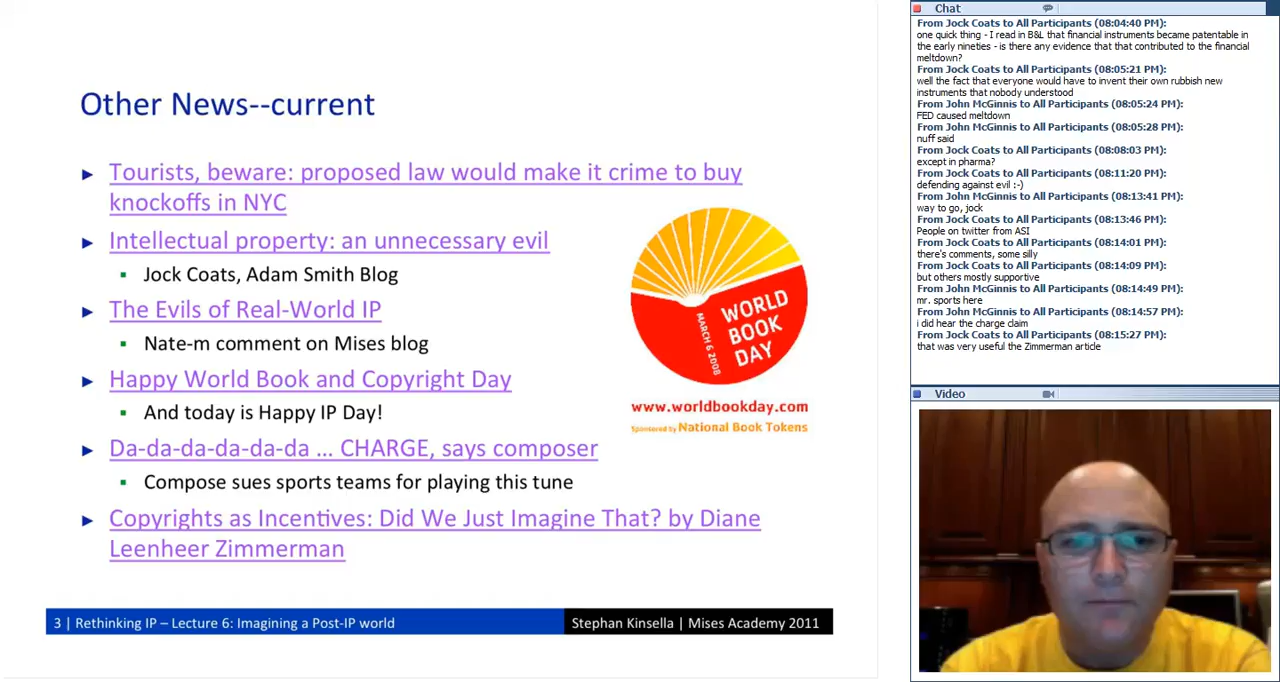 Other News--current
► Tourists, beware: proposed law would make it crime to buy
knockoffs in NYC
► Intellectual property: an unnecessary evil
▪ Jock Coats, Adam Smith Blog
► The Evils of Real-World IP
▪ Nate-m comment on Mises blog
► Happy World Book and Copyright Day
▪ And today is Happy IP Day!
► Da-da-da-da-da-da … CHARGE, says composer
▪ Compose sues sports teams for playing this tune
► Copyrights as Incentives: Did We Just Imagine That? by Diane
Leenheer Zimmerman
WORLD
BOOK
DAY
MARCH 6 2008
www.worldbookday.com
Sponsored by National Book Tokens
3 | Rethinking IP – Lecture 6: Imagining a Post-IP world
Stephan Kinsella | Mises Academy 2011
Chat
From Jock Coats to All Participants (08:04:40 PM):
one quick thing - I read in B&L that financial instruments became patentable in
the early nineties - is there any evidence that that contributed to the financial
meltdown?
From Jock Coats to All Participants (08:05:21 PM):
well the fact that everyone would have to invent their own rubbish new
instruments that nobody understood
From John McGinnis to All Participants (08:05:24 PM):
FED caused meltdown
From John McGinnis to All Participants (08:05:28 PM):
nuff said
From Jock Coats to All Participants (08:08:03 PM):
except in pharma?
From Jock Coats to All Participants (08:11:20 PM):
defending against evil :-)
From John McGinnis to All Participants (08:13:41 PM):
way to go, jock
From Jock Coats to All Participants (08:13:46 PM):
People on twitter from ASI
From Jock Coats to All Participants (08:14:01 PM):
there's comments, some silly
From Jock Coats to All Participants (08:14:09 PM):
but others mostly supportive
From John McGinnis to All Participants (08:14:49 PM):
mr. sports here
From John McGinnis to All Participants (08:14:57 PM):
i did hear the charge claim
From Jock Coats to All Participants (08:15:27 PM):
that was very useful the Zimmerman article
Video